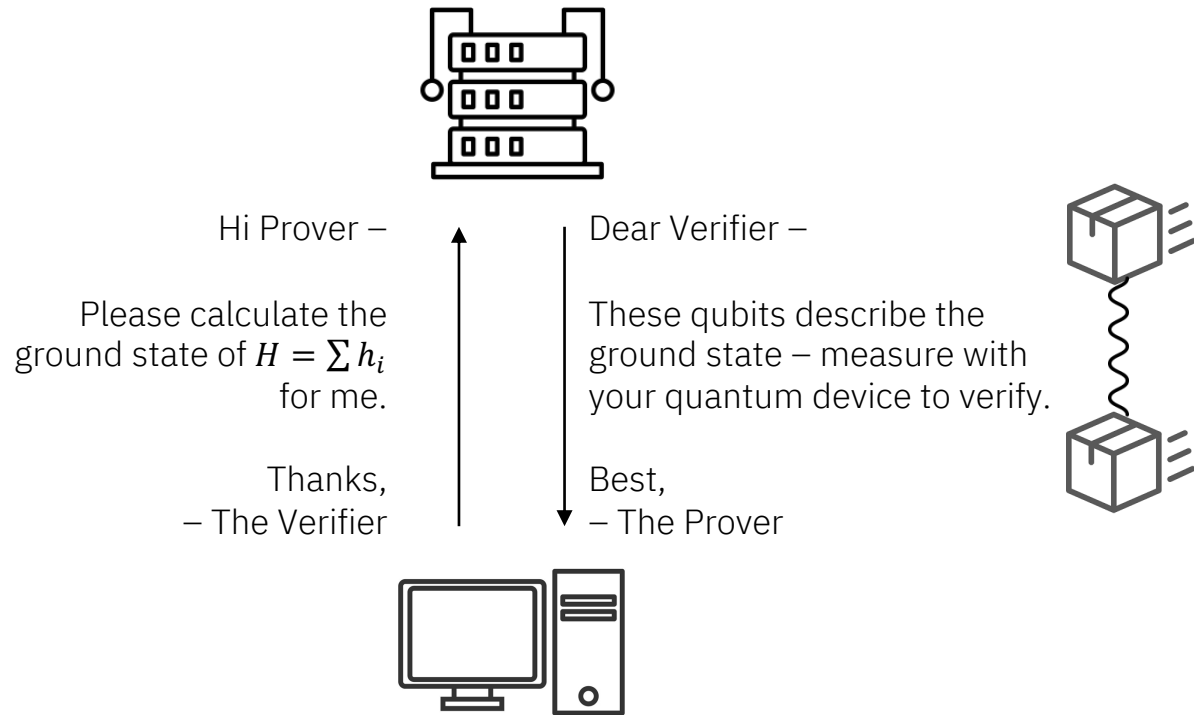 Hi Prover –
Please calculate the
ground state of H = ∑ hᵢ
for me.
Thanks,
– The Verifier
Dear Verifier –
These qubits describe the
ground state – measure with
your quantum device to verify.
Best,
– The Prover